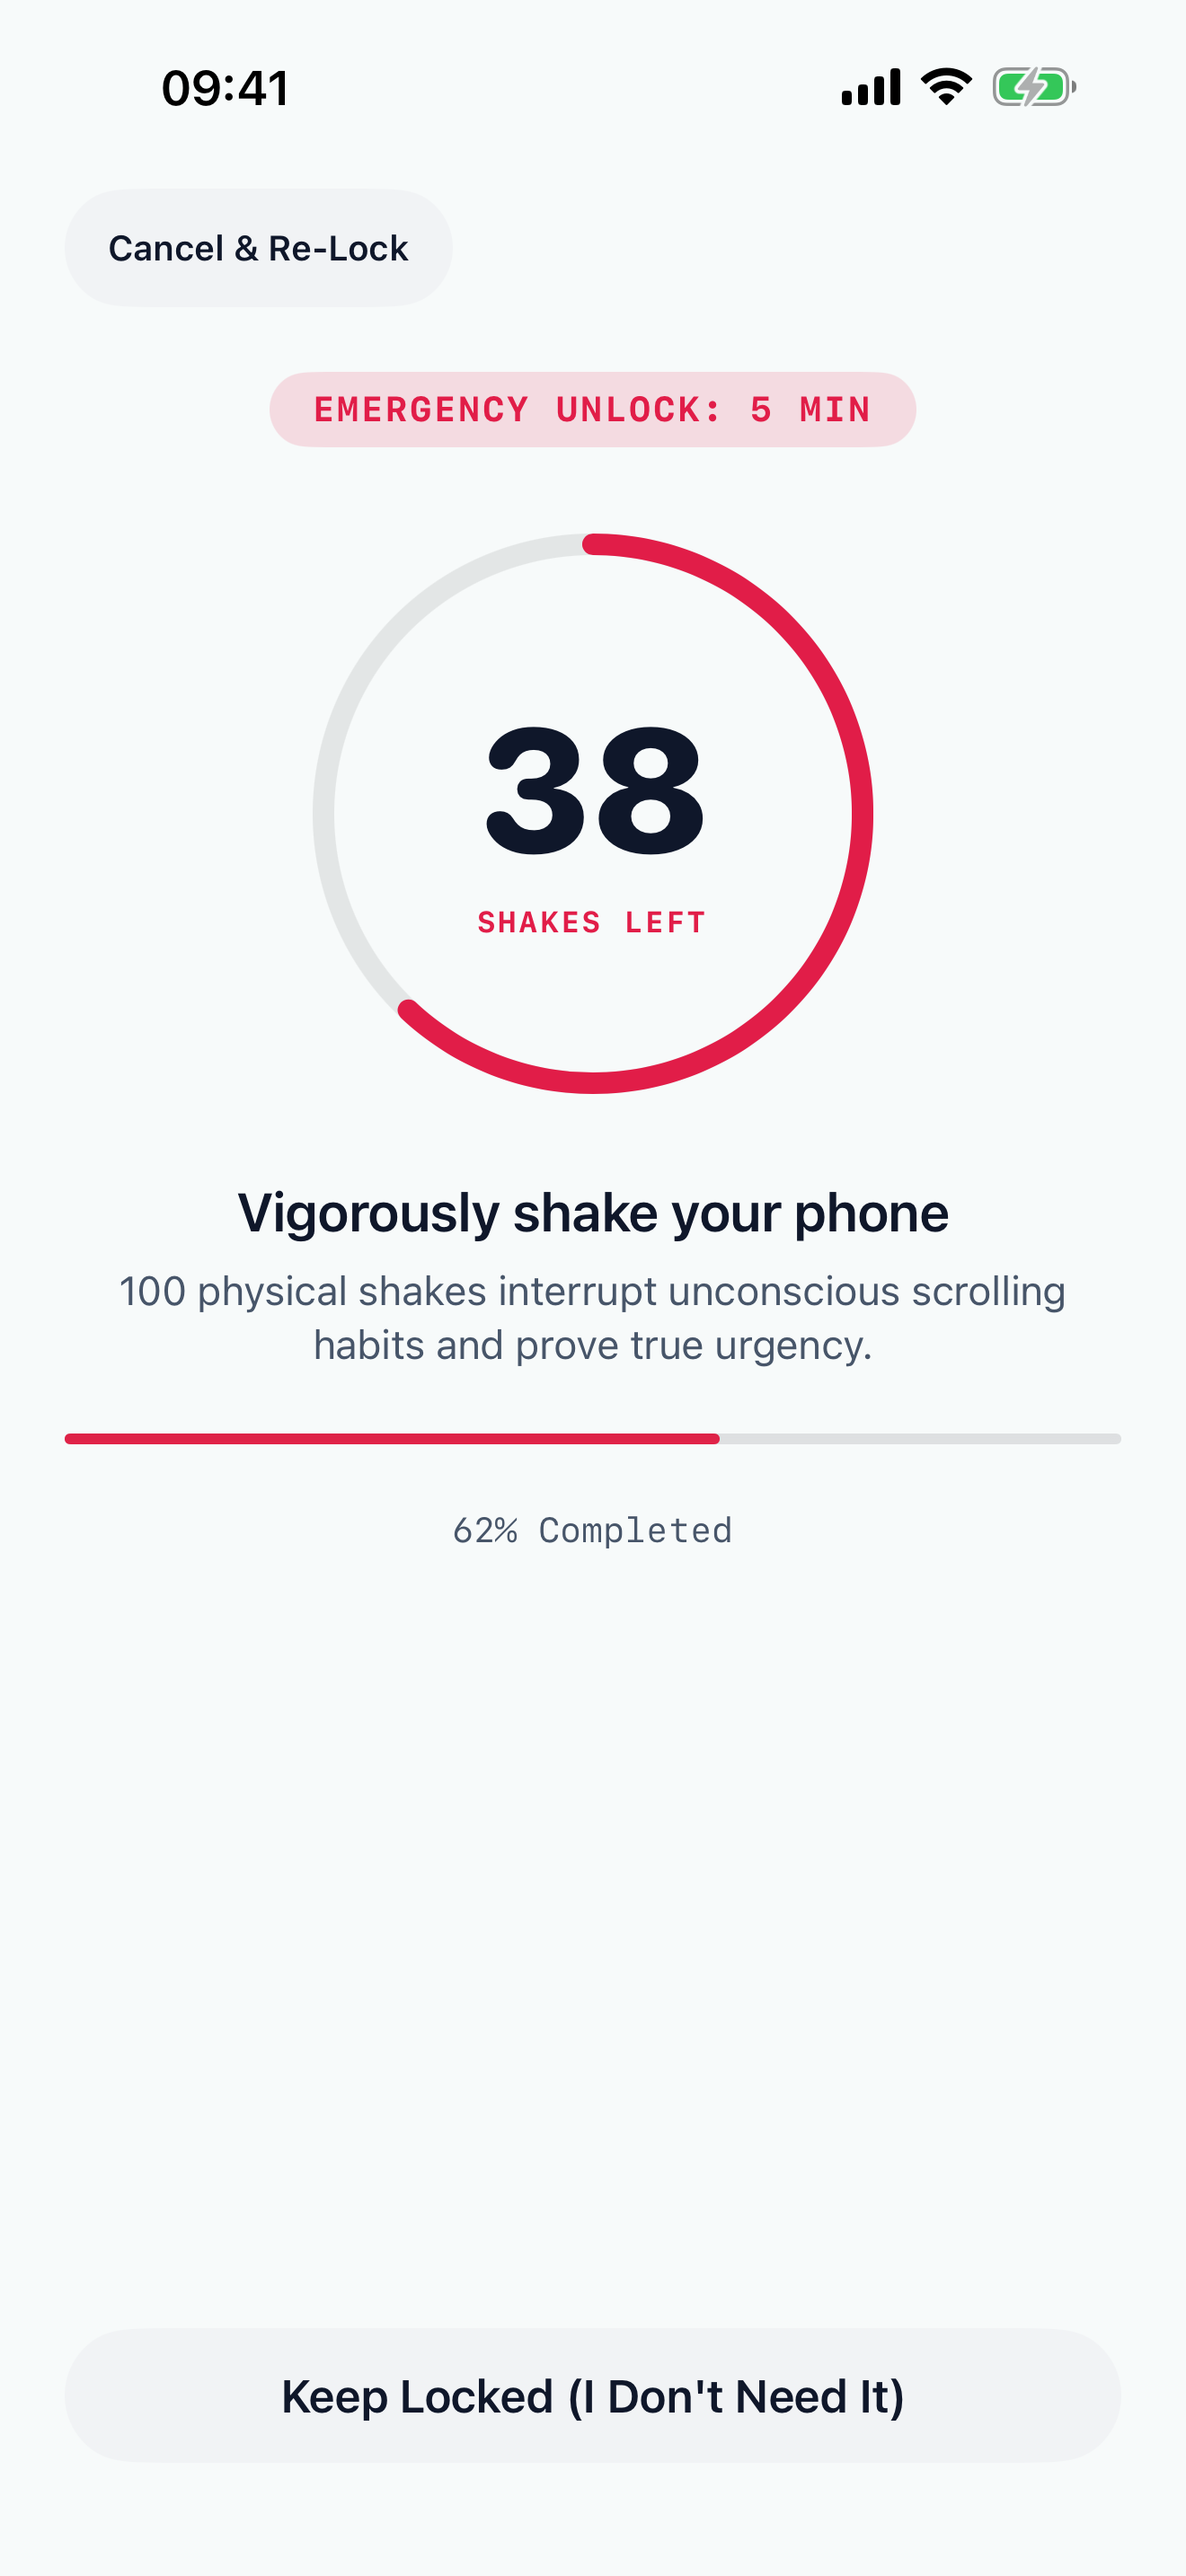 09:41
Cancel & Re-Lock
EMERGENCY UNLOCK: 5 MIN
38
SHAKES LEFT
Vigorously shake your phone
100 physical shakes interrupt unconscious scrolling
habits and prove true urgency.
62% Completed
Keep Locked (I Don't Need It)